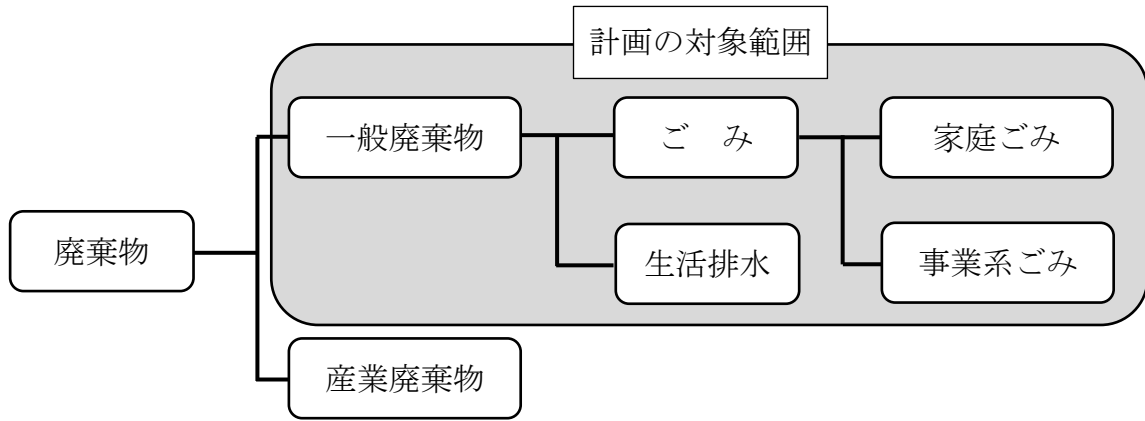 計画の対象範囲
一般廃棄物
ご　み
家庭ごみ
廃棄物
生活排水
事業系ごみ
産業廃棄物